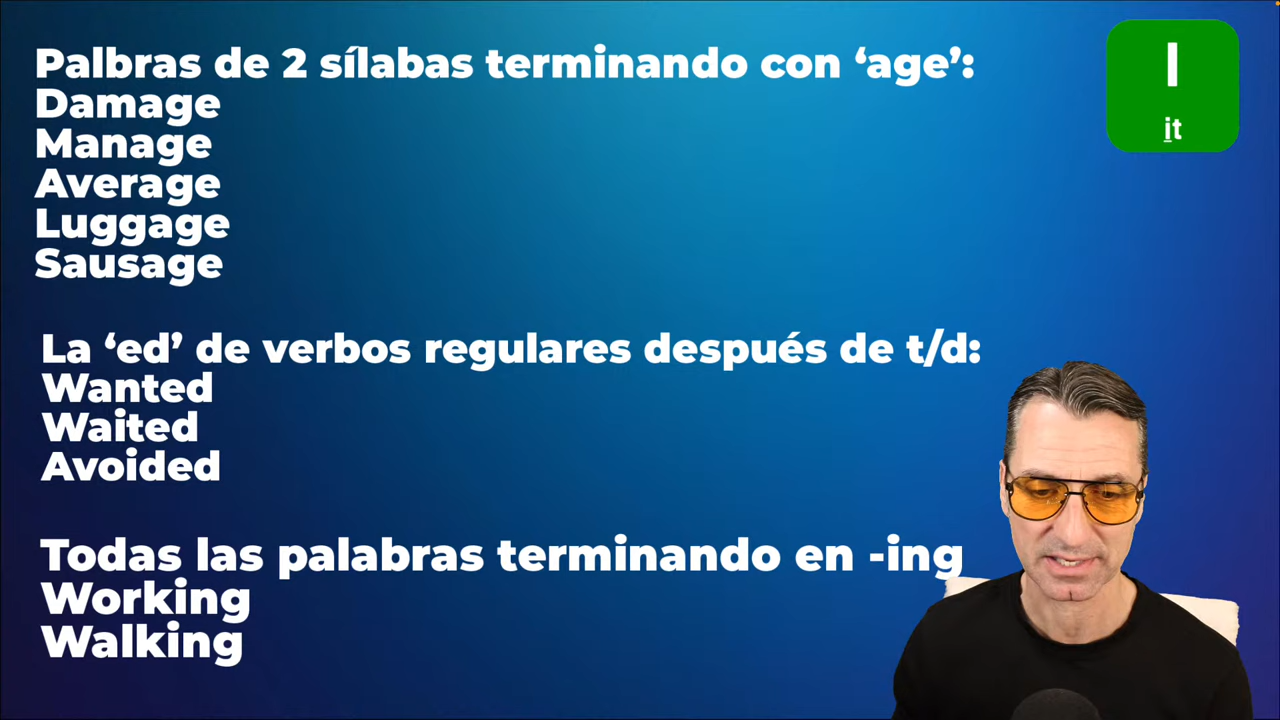 Palbras de 2 sílabas terminando con ‘age’:
Damage
Manage
Average
Luggage
Sausage
La ‘ed’ de verbos regulares después de t/d:
Wanted
Waited
Avoided
Todas las palabras terminando en -ing
Working
Walking
I
it